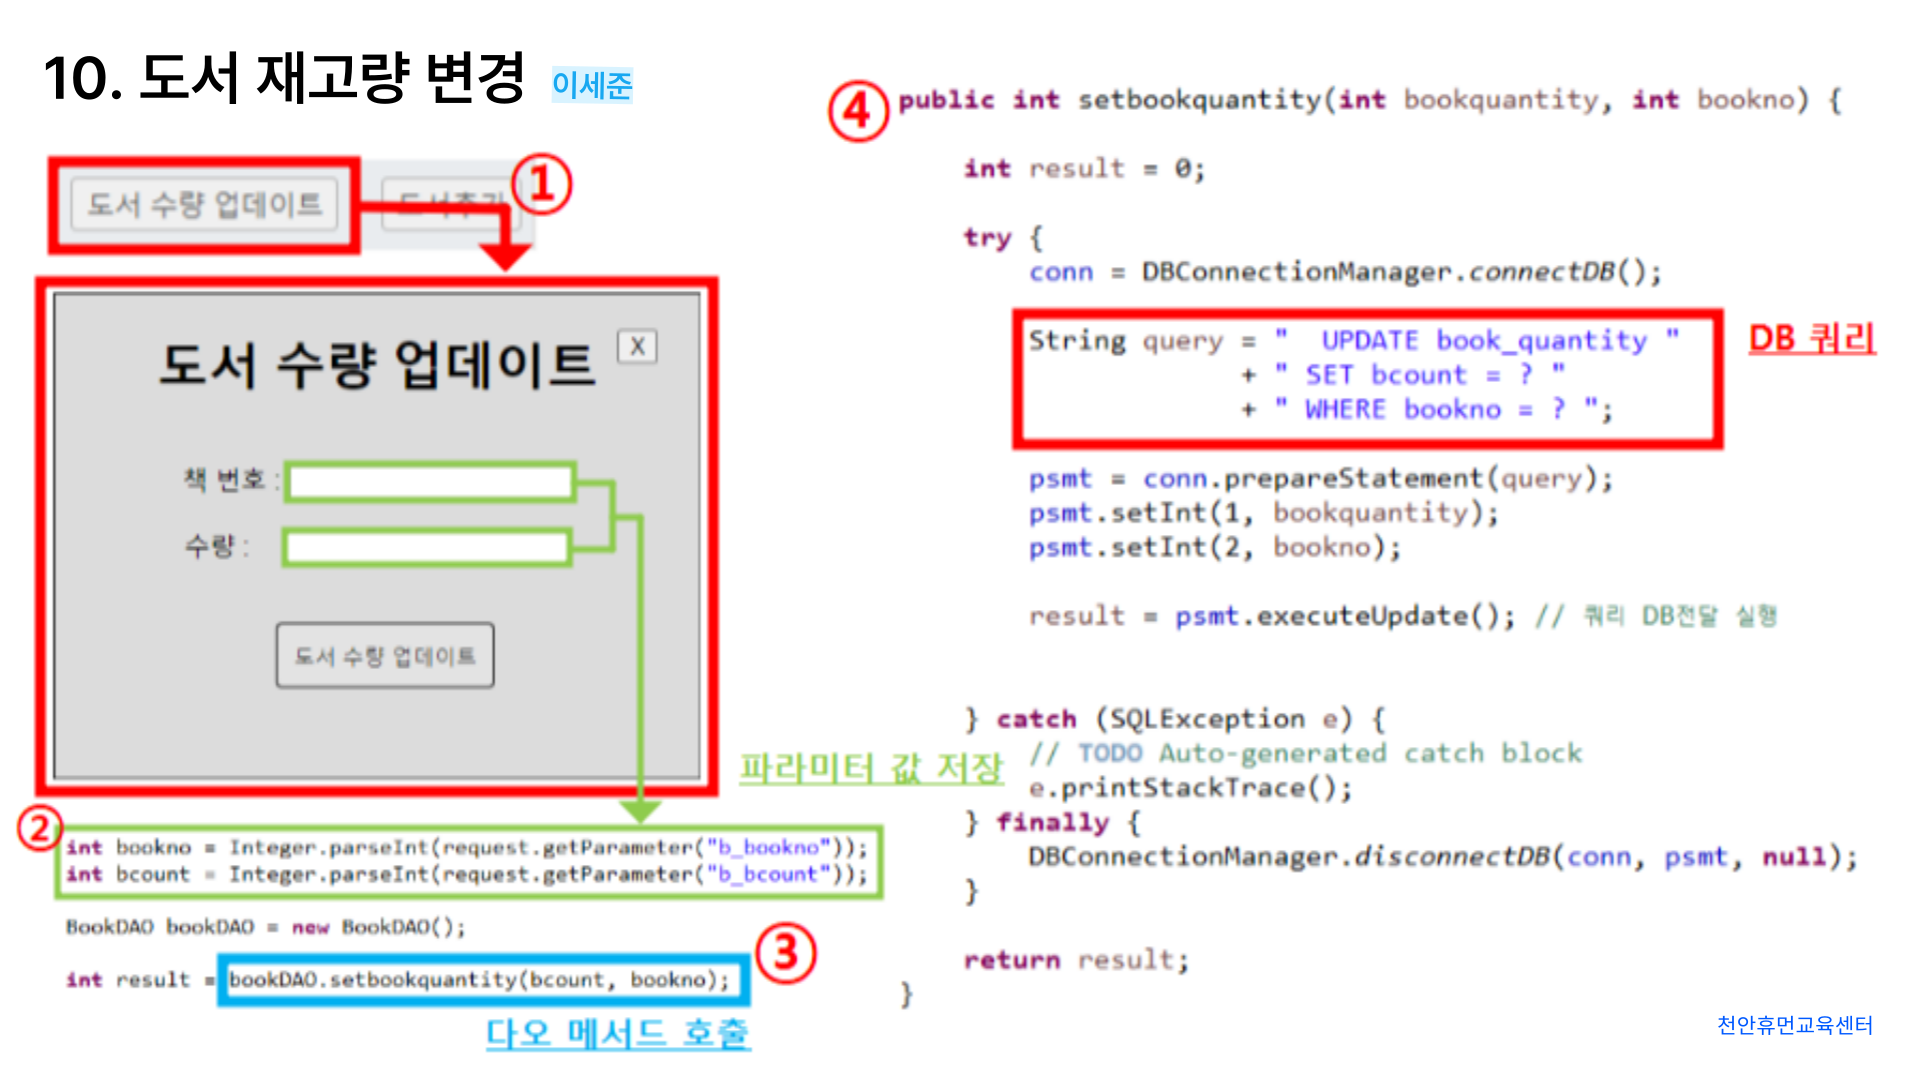 10. 도서 재고량 변경 이세준
도서 수량 업데이트
도서추가
①
도서 수량 업데이트
X
책 번호 :
수량 :
도서 수량 업데이트
파라미터 값 저장
②
int bookno = Integer.parseInt(request.getParameter("b_bookno"));
int bcount = Integer.parseInt(request.getParameter("b_bcount"));
BookDAO bookDAO = new BookDAO();
int result = bookDAO.setbookquantity(bcount, bookno);
③
다오 메서드 호출
④
public int setbookquantity(int bookquantity, int bookno) {
int result = 0;
try {
conn = DBConnectionManager.connectDB();
String query = "  UPDATE book_quantity "
+ " SET bcount = ? "
+ " WHERE bookno = ? ";
DB 쿼리
psmt = conn.prepareStatement(query);
psmt.setInt(1, bookquantity);
psmt.setInt(2, bookno);
result = psmt.executeUpdate(); // 쿼리 DB전달 실행
} catch (SQLException e) {
// TODO Auto-generated catch block
e.printStackTrace();
} finally {
DBConnectionManager.disconnectDB(conn, psmt, null);
}
return result;
}
천안휴먼교육센터